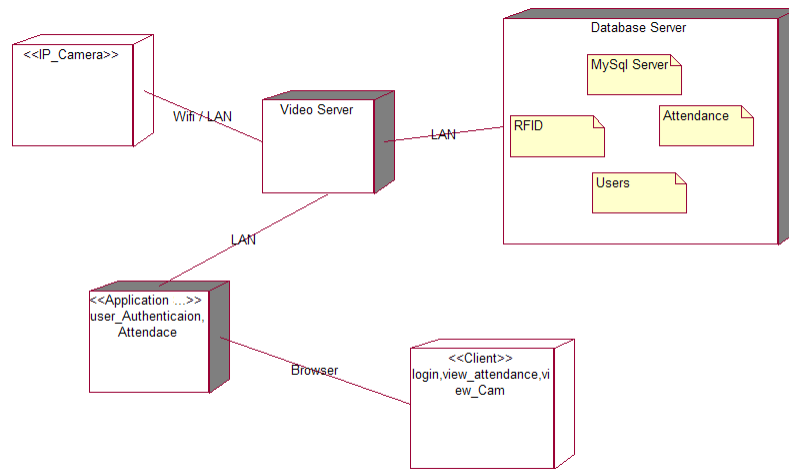 Database Server
<<IP_Camera>>
MySql Server
Video Server
Wifi / LAN
RFID
Attendance
LAN
Users
LAN
<<Application ...>>
user_Authenticaion,
Attendace
<<Client>>
login,view_attendance,vi
ew_Cam
Browser